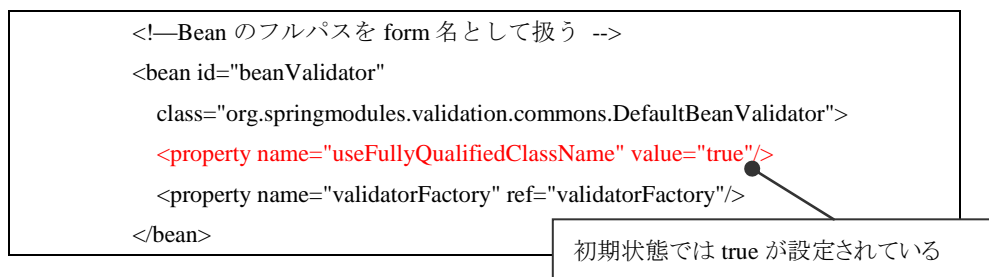 <!—Bean のフルパスを form 名として扱う -->
<bean id="beanValidator"
class="org.springmodules.validation.commons.DefaultBeanValidator">
<property name="useFullyQualifiedClassName" value="true"/>
<property name="validatorFactory" ref="validatorFactory"/>
</bean>
初期状態では true が設定されている